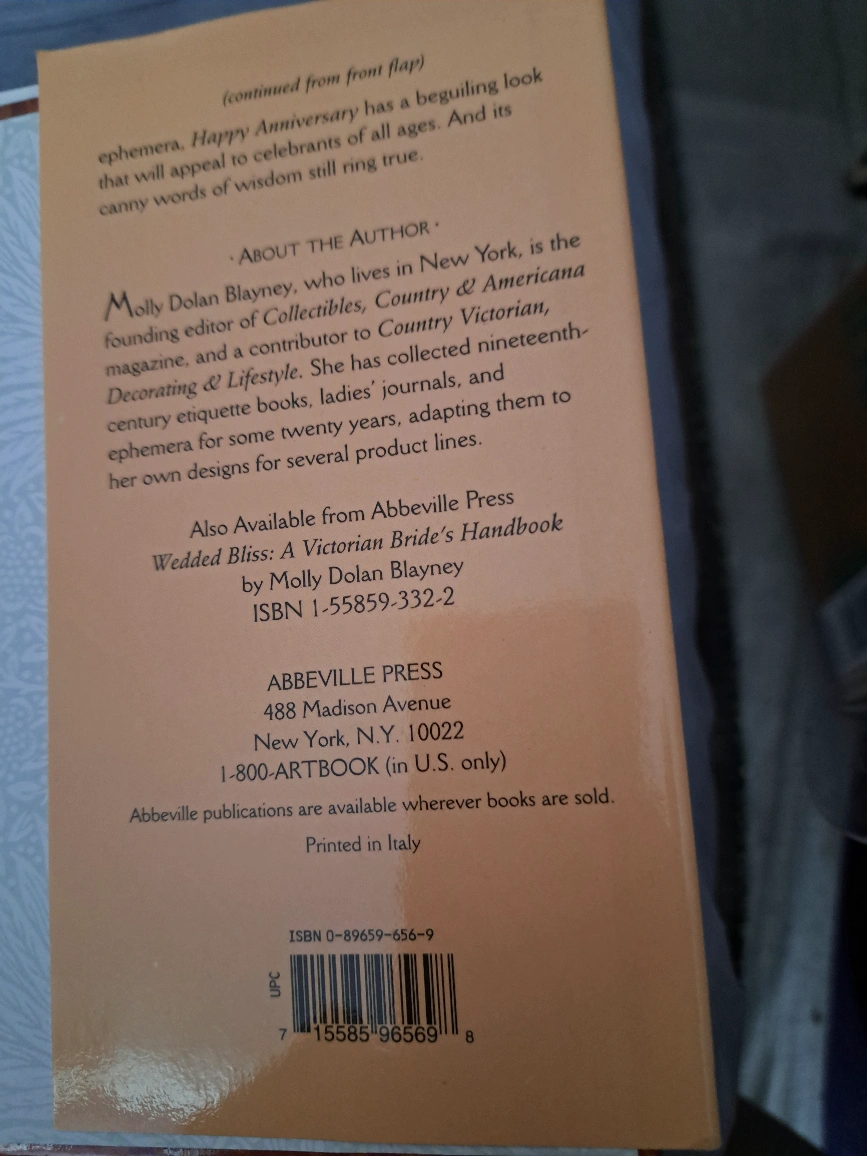 (continued from front flap)
ephemera, Happy Anniversary has a beguiling look
that will appeal to celebrants of all ages. And its
canny words of wisdom still ring true.
· ABOUT THE AUTHOR ·
Molly Dolan Blayney, who lives in New York, is the
founding editor of Collectibles, Country & Americana
magazine, and a contributor to Country Victorian,
Decorating & Lifestyle. She has collected nineteenth-
century etiquette books, ladies' journals, and
ephemera for some twenty years, adapting them to
her own designs for several product lines.
Also Available from Abbeville Press
Wedded Bliss: A Victorian Bride's Handbook
by Molly Dolan Blayney
ISBN 1-55859-332-2
ABBEVILLE PRESS
488 Madison Avenue
New York, N.Y. 10022
1-800-ARTBOOK (in U.S. only)
Abbeville publications are available wherever books are sold.
Printed in Italy
ISBN 0-89659-656-9
UPC
7 15585 96569 8